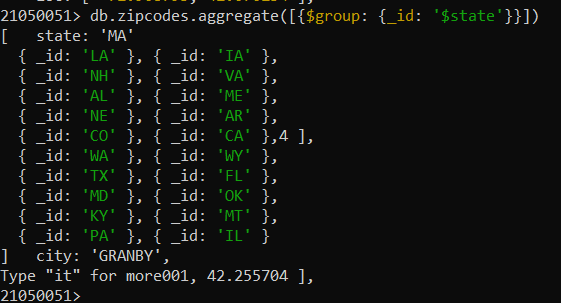 21050051> db.zipcodes.aggregate([{$group: {_id: '$state'}}])
[   state: 'MA'
  { _id: 'LA' }, { _id: 'IA' },
  { _id: 'NH' }, { _id: 'VA' },
  { _id: 'AL' }, { _id: 'ME' },
  { _id: 'NE' }, { _id: 'AR' },
  { _id: 'CO' }, { _id: 'CA' },4 ],
  { _id: 'WA' }, { _id: 'WY' },
  { _id: 'TX' }, { _id: 'FL' },
  { _id: 'MD' }, { _id: 'OK' },
  { _id: 'KY' }, { _id: 'MT' },
  { _id: 'PA' }, { _id: 'IL' }
]   city: 'GRANBY',
Type "it" for more001, 42.255704 ],
21050051>